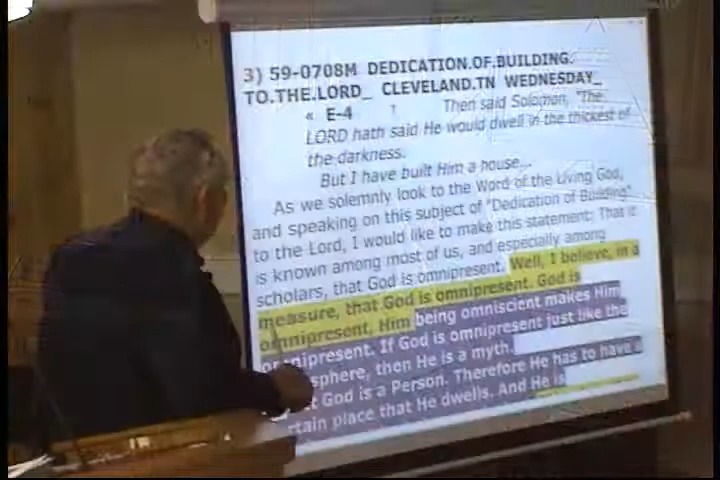 3) 59-0708M DEDICATION.OF.BUILDING.
TO.THE.LORD_ CLEVELAND.TN WEDNESDAY_
« E-4 ↑ Then said Solomon, "The
LORD hath said He would dwell in the thickest of
the darkness.
But I have built Him a house...
As we solemnly look to the Word of the Living God,
and speaking on this subject of "Dedication of Building"
to the Lord, I would like to make this statement: That it
is known among most of us, and especially among
scholars, that God is omnipresent. Well, I believe, in a
measure, that God is omnipresent. God is
omnipresent, Him being omniscient makes Him
omnipresent. If God is omnipresent just like the
sphere, then He is a myth.
God is a Person. Therefore He has to have a
rtain place that He dwells. And He is